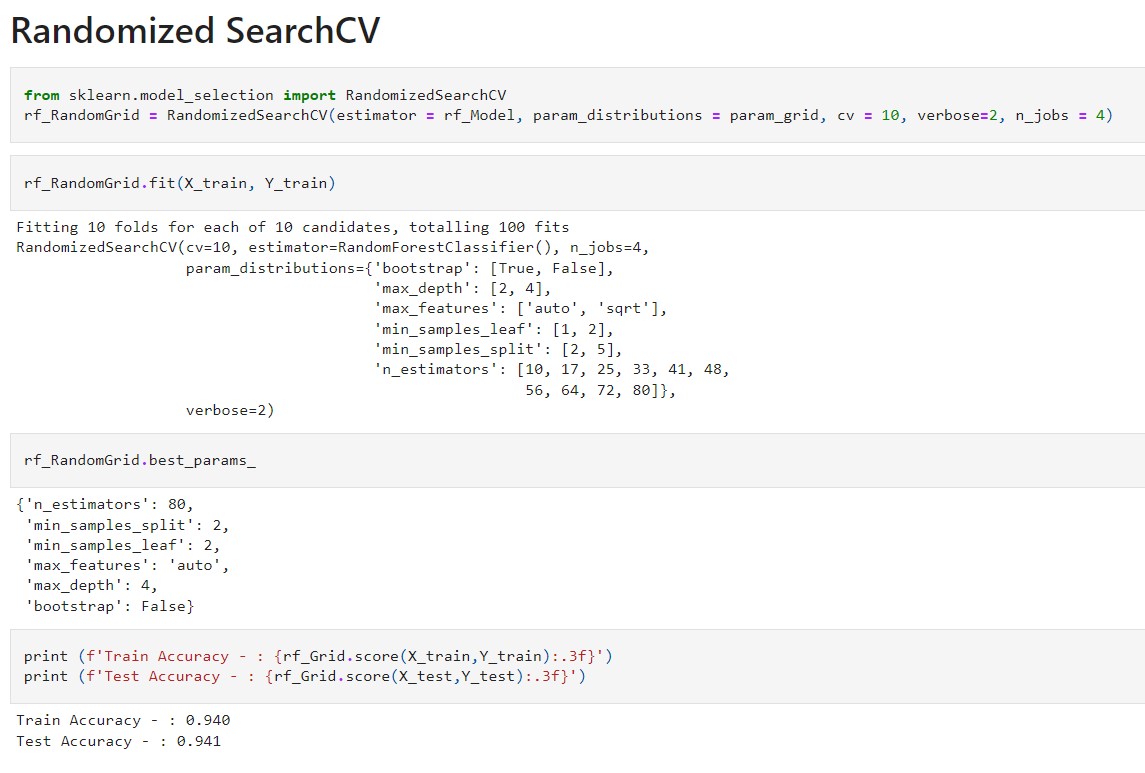 Randomized SearchCV
from sklearn.model_selection import RandomizedSearchCV
rf_RandomGrid = RandomizedSearchCV(estimator = rf_Model, param_distributions = param_grid, cv = 10, verbose=2, n_jobs = 4)
rf_RandomGrid.fit(X_train, Y_train)
Fitting 10 folds for each of 10 candidates, totalling 100 fits
RandomizedSearchCV(cv=10, estimator=RandomForestClassifier(), n_jobs=4,
                   param_distributions={'bootstrap': [True, False],
                                        'max_depth': [2, 4],
                                        'max_features': ['auto', 'sqrt'],
                                        'min_samples_leaf': [1, 2],
                                        'min_samples_split': [2, 5],
                                        'n_estimators': [10, 17, 25, 33, 41, 48,
                                                         56, 64, 72, 80]},
                   verbose=2)
rf_RandomGrid.best_params_
{'n_estimators': 80,
 'min_samples_split': 2,
 'min_samples_leaf': 2,
 'max_features': 'auto',
 'max_depth': 4,
 'bootstrap': False}
print (f'Train Accuracy - : {rf_Grid.score(X_train,Y_train):.3f}')
print (f'Test Accuracy - : {rf_Grid.score(X_test,Y_test):.3f}')
Train Accuracy - : 0.940
Test Accuracy - : 0.941